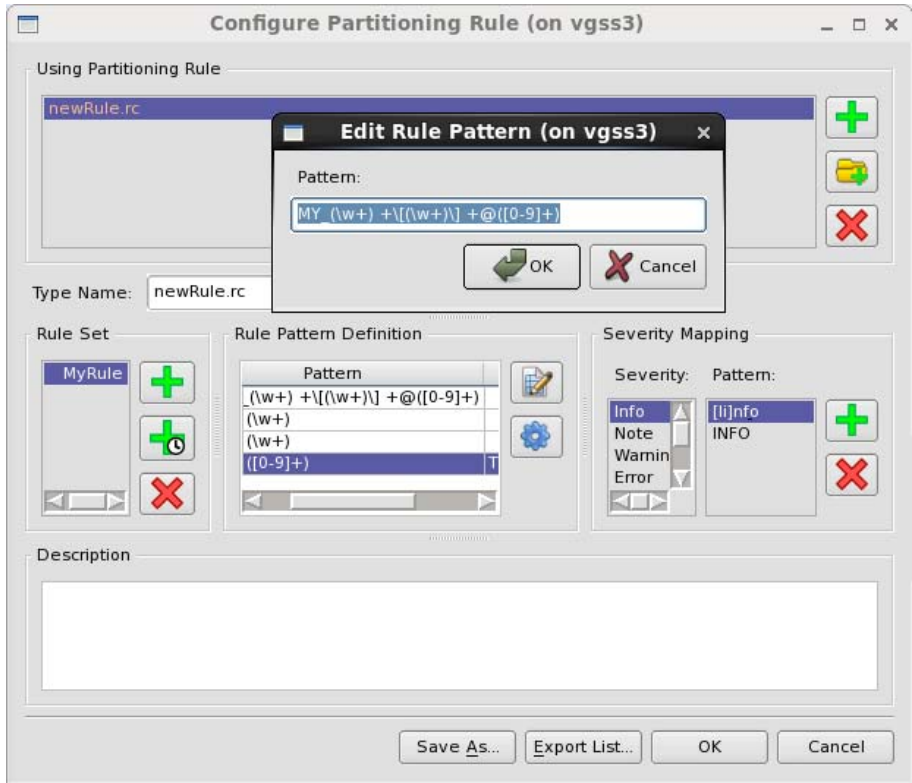 Configure Partitioning Rule (on vgss3)
Using Partitioning Rule
newRule.rc
Edit Rule Pattern (on vgss3)
Pattern:
MY_(\w+) +\[(\w+)\] +@([0-9]+)
OK
Cancel
Type Name: newRule.rc
Rule Set
MyRule
Rule Pattern Definition
Pattern
_(\w+) +\[(\w+)\] +@([0-9]+)
(\w+)
(\w+)
([0-9]+) T
Severity Mapping
Severity: Pattern:
Info
Note
Warnin
Error
[Ii]nfo
INFO
Description
Save As...
Export List...
OK
Cancel